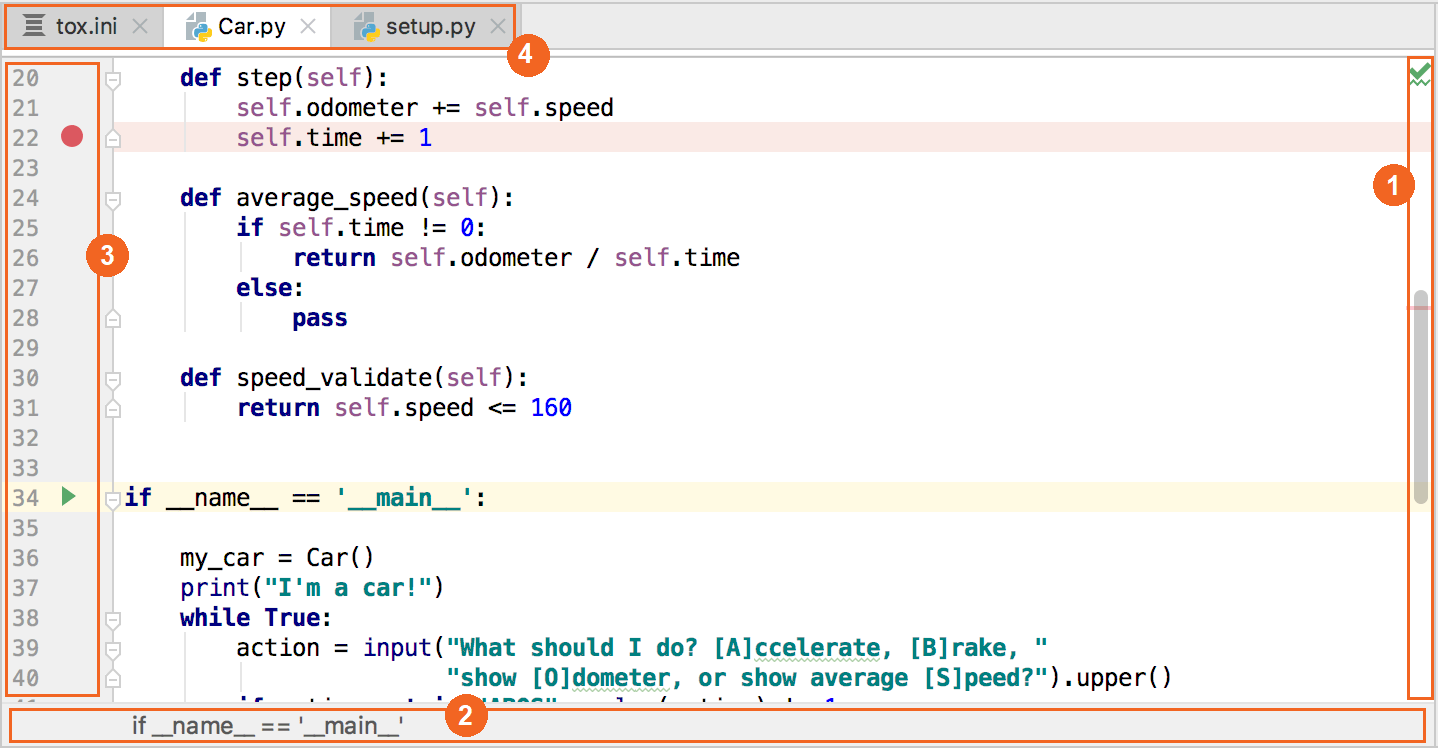 tox.ini Car.py setup.py
4
20 def step(self):
21 self.odometer += self.speed
22 self.time += 1
1
23
24 def average_speed(self):
25 if self.time != 0:
3
26 return self.odometer / self.time
27 else:
28 pass
29
30 def speed_validate(self):
31 return self.speed <= 160
32
33
34 if __name__ == '__main__':
35
36 my_car = Car()
37 print("I'm a car!")
38 while True:
39 action = input("What should I do? [A]ccelerate, [B]rake, "
40 "show [O]dometer, or show average [S]peed?").upper()
2
if __name__ == '__main__'